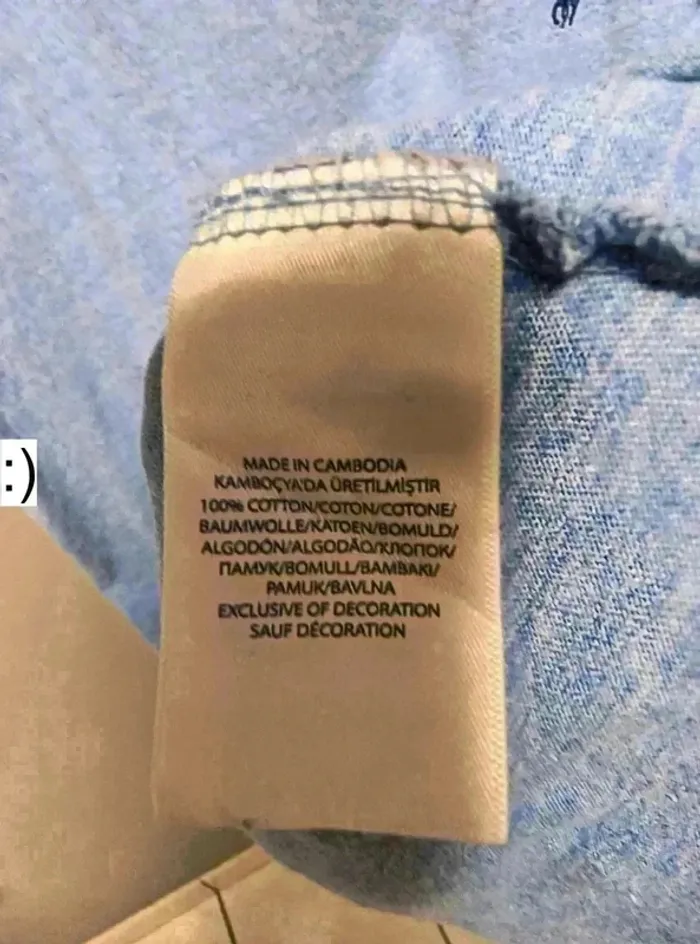 :)
MADE IN CAMBODIA
KAMBOÇYA'DA ÜRETİLMİŞTİR
100% COTTON/COTON/COTONE/
BAUMWOLLE/KATOEN/BOMULD/
ALGODÓN/ALGODÃO/ХЛОПОК/
ПАМУК/BOMULL/BAMBAKI/
PAMUK/BAVLNA
EXCLUSIVE OF DECORATION
SAUF DÉCORATION